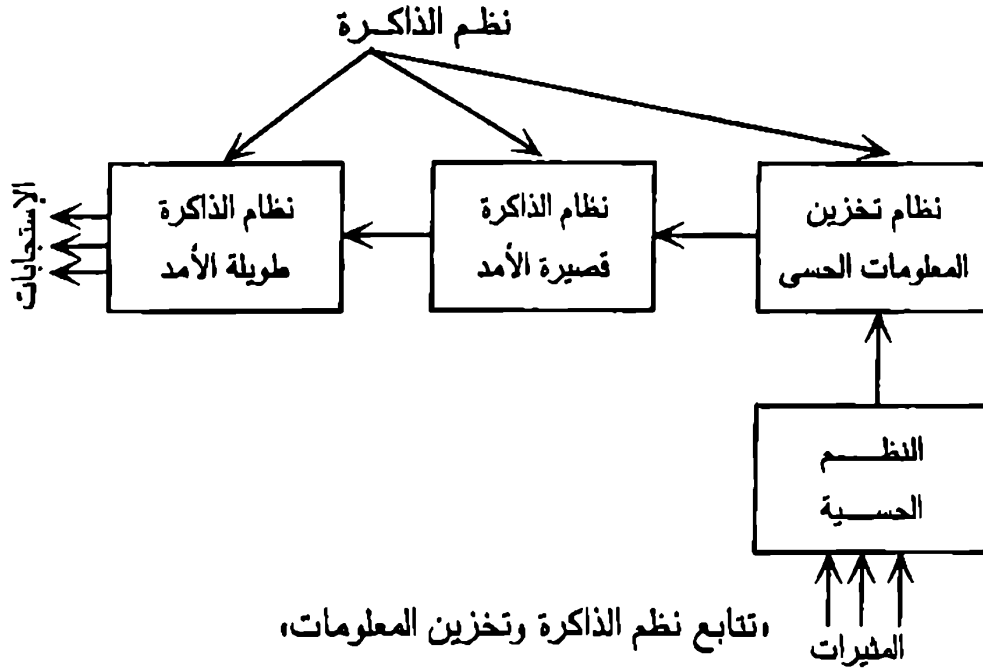 نظم الذاكرة
نظام تخزين
المعلومات الحسى
نظام الذاكرة
قصيرة الأمد
نظام الذاكرة
طويلة الأمد
الإستجابات
النظم
الحسية
المثيرات
«تتابع نظم الذاكرة وتخزين المعلومات»